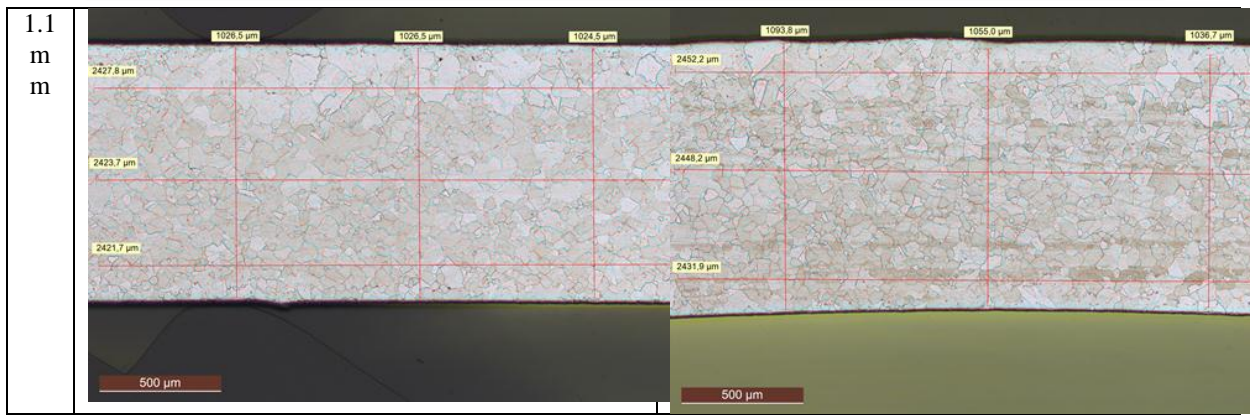 1.1
m
m
1026,5 µm
1026,5 µm
1024,5 µm
2427,8 µm
2423,7 µm
2421,7 µm
500 µm
1093,8 µm
1055,0 µm
1036,7 µm
2452,2 µm
2448,2 µm
2431,9 µm
500 µm